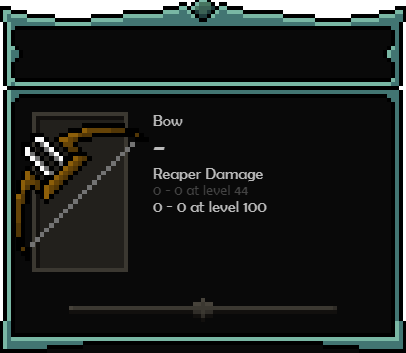 Bow
–
Reaper Damage
0 - 0 at level 44
0 - 0 at level 100